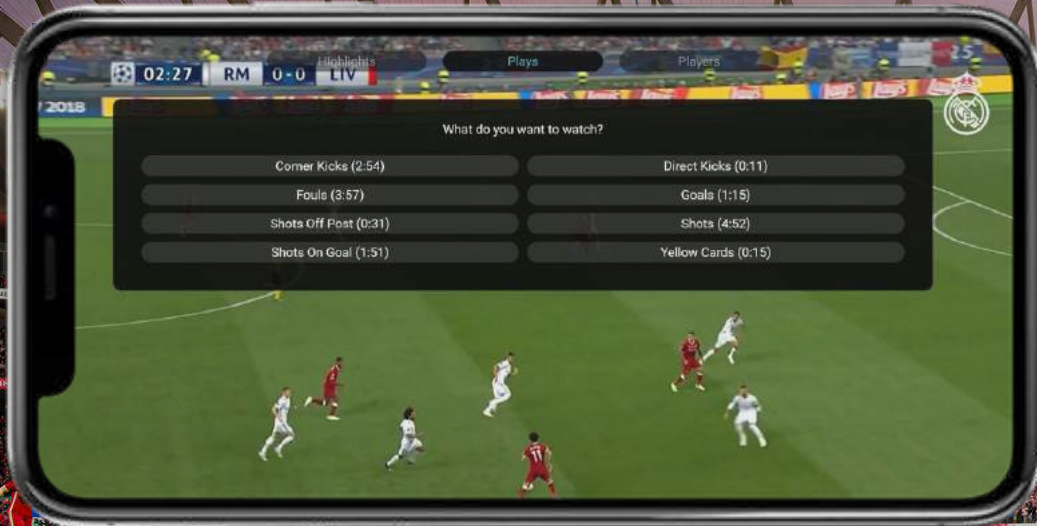 Highlights
Plays
Players
02:27 RM 0-0 LIV
2018
What do you want to watch?
Corner Kicks (2:54)
Direct Kicks (0:11)
Fouls (3:57)
Goals (1:15)
Shots Off Post (0:31)
Shots (4:52)
Shots On Goal (1:51)
Yellow Cards (0:15)
11